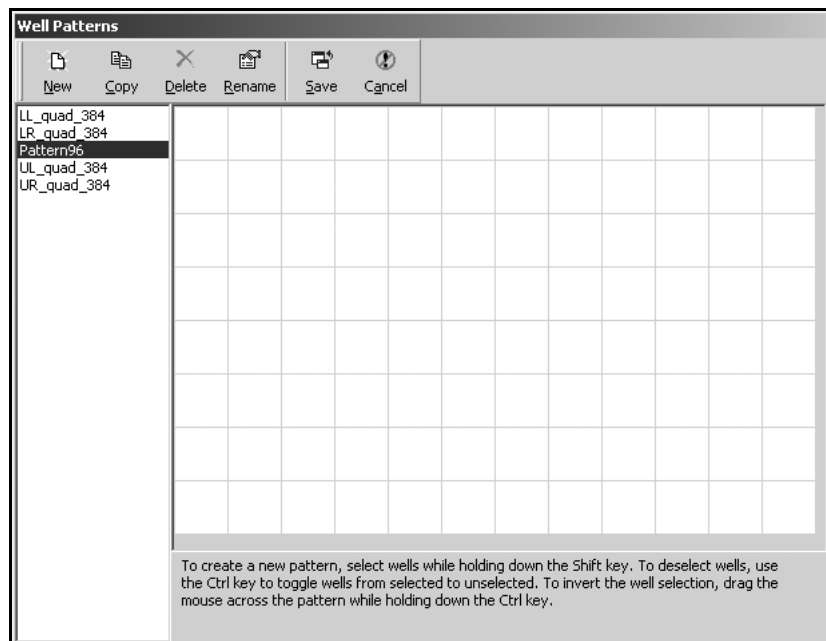 Well Patterns
New Copy Delete Rename Save Cancel
LL_quad_384
LR_quad_384
Pattern96
UL_quad_384
UR_quad_384
To create a new pattern, select wells while holding down the Shift key. To deselect wells, use
the Ctrl key to toggle wells from selected to unselected. To invert the well selection, drag the
mouse across the pattern while holding down the Ctrl key.